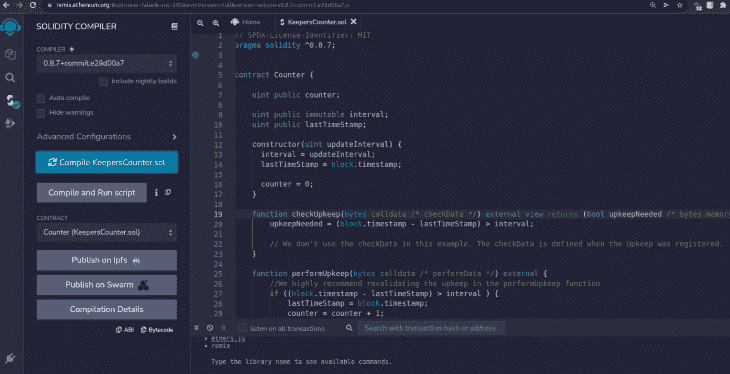 remix.ethereum.org/#optimize=false&runs=200&evmVersion=null&version=soljson-v0.8.7+commit.e28d00a7.js
SOLIDITY COMPILER
COMPILER
0.8.7+commit.e28d00a7
Include nightly builds
Auto compile
Hide warnings
Advanced Configurations
Compile KeepersCounter.sol
Compile and Run script
CONTRACT
Counter (KeepersCounter.sol)
Publish on Ipfs
Publish on Swarm
Compilation Details
ABI Bytecode
Home KeepersCounter.sol
1 // SPDX-License-Identifier: MIT
2 pragma solidity ^0.8.7;
3
4
5 contract Counter {
6
7 uint public counter;
8
9 uint public immutable interval;
10 uint public lastTimeStamp;
11
12 constructor(uint updateInterval) {
13 interval = updateInterval;
14 lastTimeStamp = block.timestamp;
15
16 counter = 0;
17 }
18
19 function checkUpkeep(bytes calldata /* checkData */) external view returns (bool upkeepNeeded /* bytes memory
20 upkeepNeeded = (block.timestamp - lastTimeStamp) > interval;
21
22 // We don't use the checkData in this example. The checkData is defined when the Upkeep was registered.
23 }
24
25 function performUpkeep(bytes calldata /* performData */) external {
26 //We highly recommend revalidating the upkeep in the performUpkeep function
27 if ((block.timestamp - lastTimeStamp) > interval ) {
28 lastTimeStamp = block.timestamp;
29 counter = counter + 1;
0 listen on all transactions Search with transaction hash or address
• ethers.js
• remix
Type the library name to see available commands.